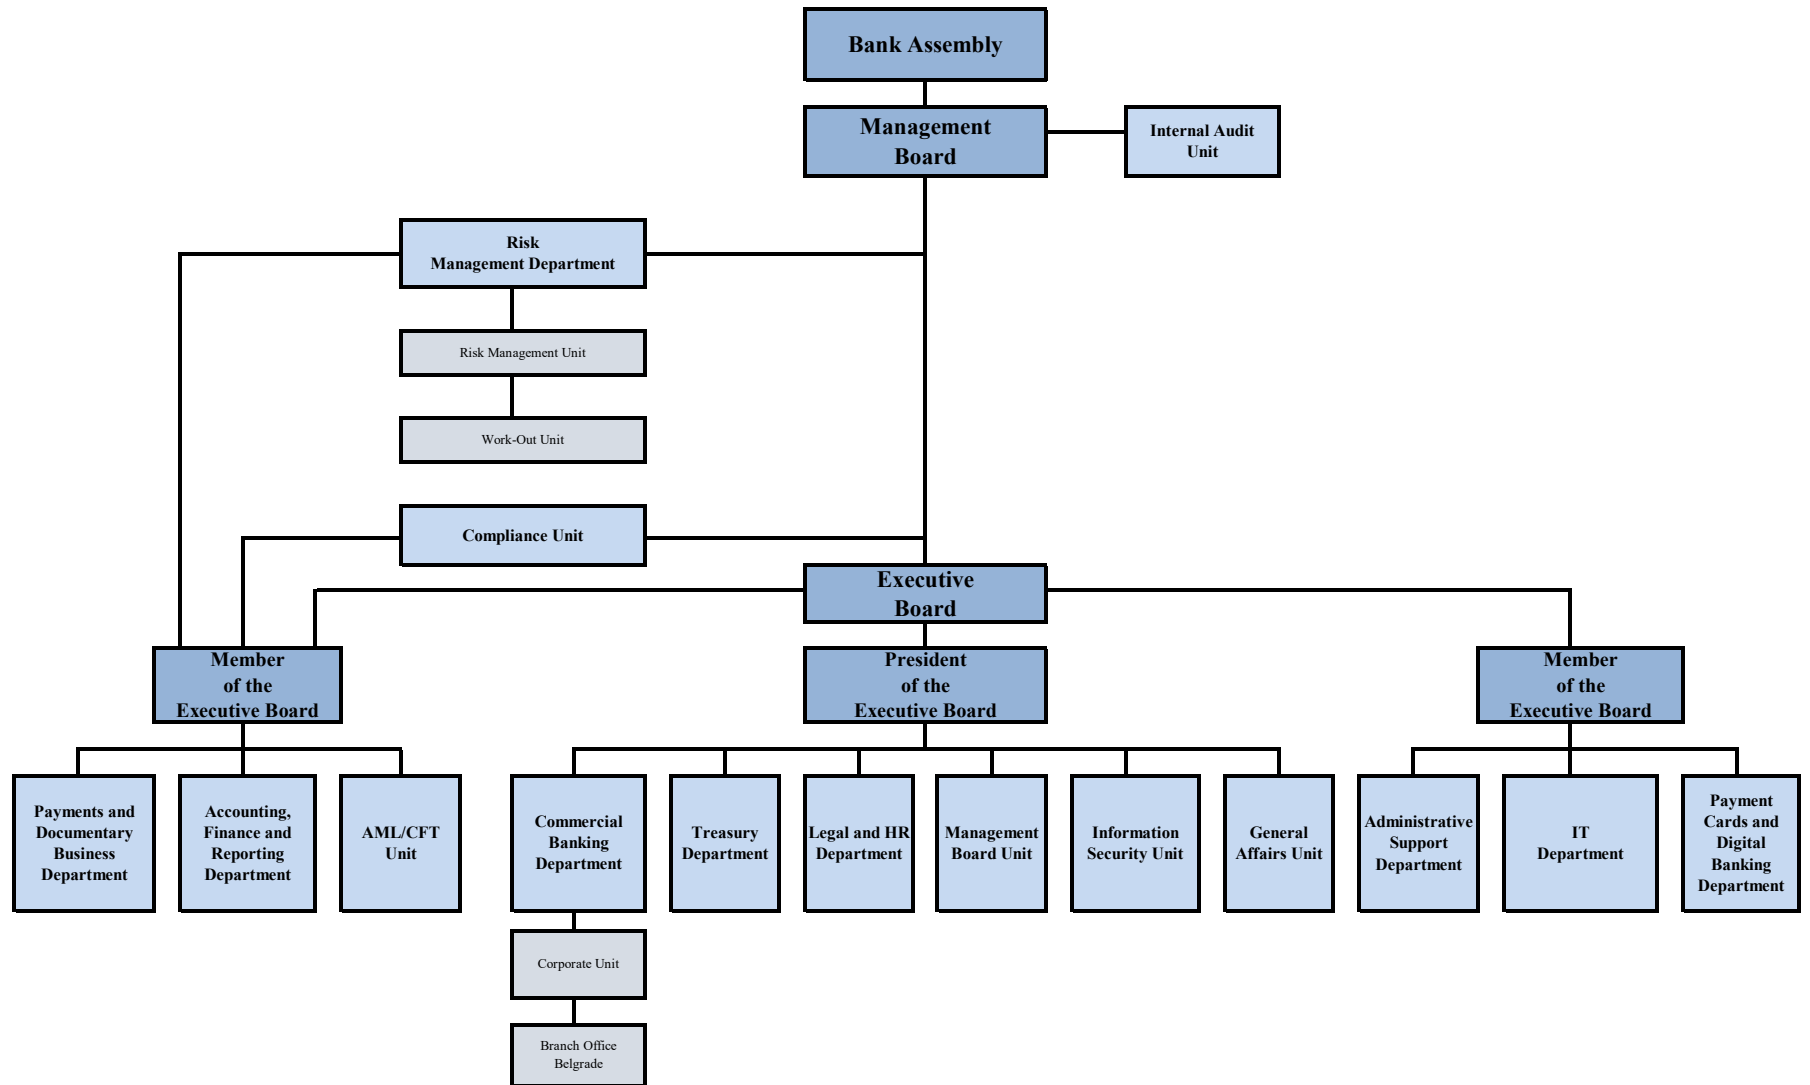 Bank Assembly
Management
Board
Internal Audit
Unit
Risk
Management Department
Risk Management Unit
Work-Out Unit
Compliance Unit
Executive
Board
Member
of the
Executive Board
President
of the
Executive Board
Member
of the
Executive Board
Payments and
Documentary
Business
Department
Accounting,
Finance and
Reporting
Department
AML/CFT
Unit
Commercial
Banking
Department
Treasury
Department
Legal and HR
Department
Management
Board Unit
Information
Security Unit
General
Affairs Unit
Administrative
Support
Department
IT
Department
Payment
Cards and
Digital
Banking
Department
Corporate Unit
Branch Office
Belgrade